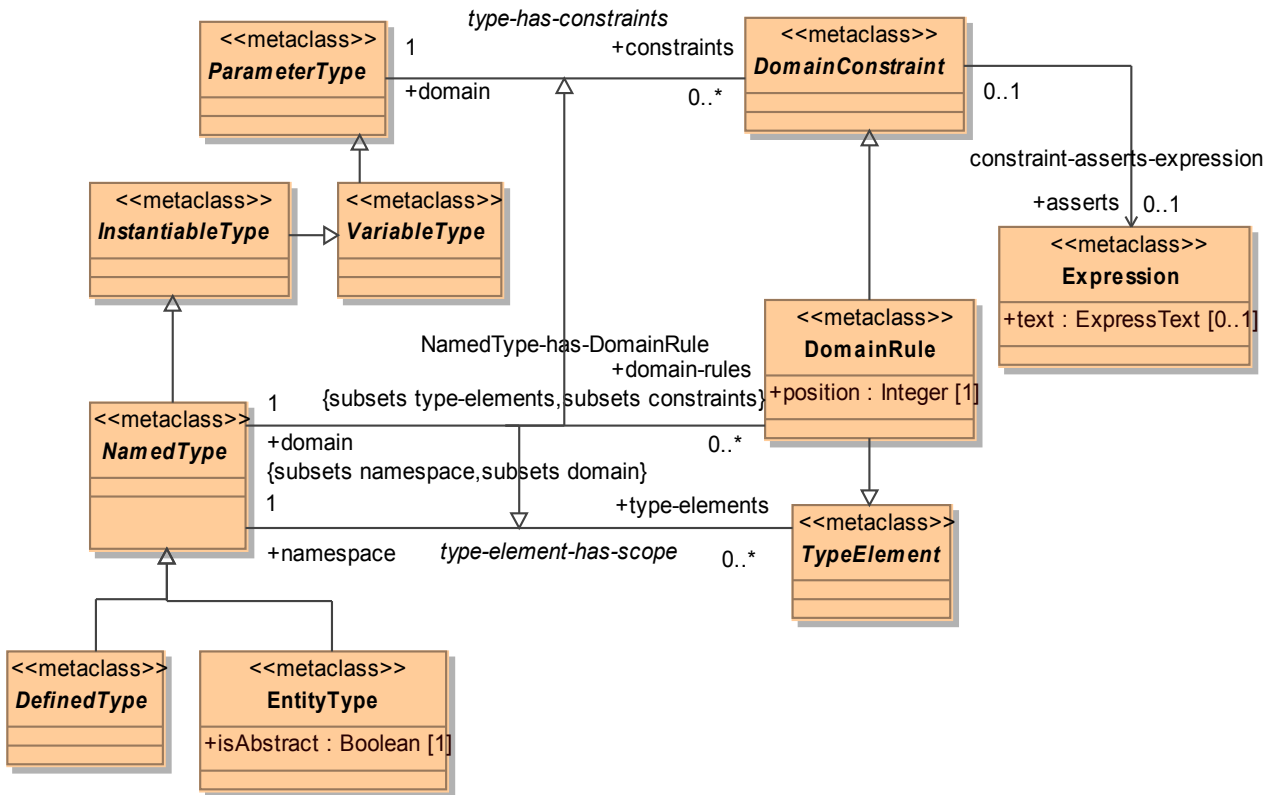 type-has-constraints
<<metaclass>>
ParameterType
1
+domain
+constraints
0..*
<<metaclass>>
DomainConstraint
0..1
constraint-asserts-expression
+asserts
0..1
<<metaclass>>
InstantiableType
<<metaclass>>
VariableType
<<metaclass>>
Expression
+text : ExpressText [0..1]
<<metaclass>>
DomainRule
+position : Integer [1]
NamedType-has-DomainRule
+domain-rules
1
{subsets type-elements,subsets constraints}
<<metaclass>>
NamedType
+domain
0..*
{subsets namespace,subsets domain}
1
+type-elements
+namespace
type-element-has-scope
0..*
<<metaclass>>
TypeElement
<<metaclass>>
DefinedType
<<metaclass>>
EntityType
+isAbstract : Boolean [1]